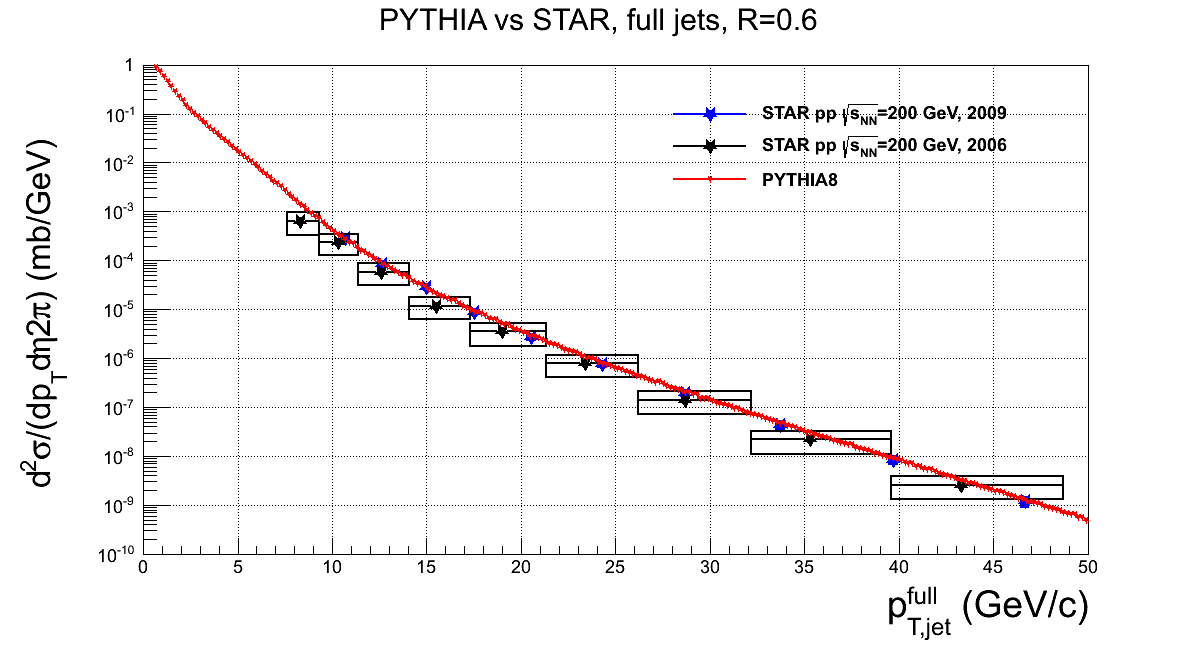 PYTHIA vs STAR, full jets, R=0.6
d²σ/(dp_T dη2π) (mb/GeV)
1
10⁻¹
10⁻²
10⁻³
10⁻⁴
10⁻⁵
10⁻⁶
10⁻⁷
10⁻⁸
10⁻⁹
10⁻¹⁰
STAR pp √s_NN=200 GeV, 2009
STAR pp √s_NN=200 GeV, 2006
PYTHIA8
0 5 10 15 20 25 30 35 40 45 50
p_T,jet^full (GeV/c)